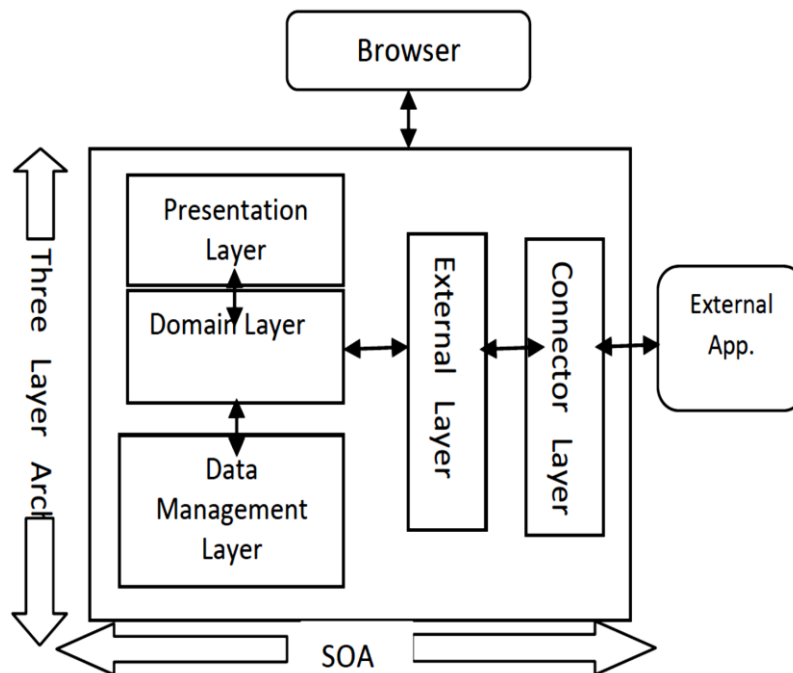 Browser
Presentation
Layer
Domain Layer
Data
Management
Layer
External Layer
Connector Layer
External
App.
Three Layer Arch
SOA